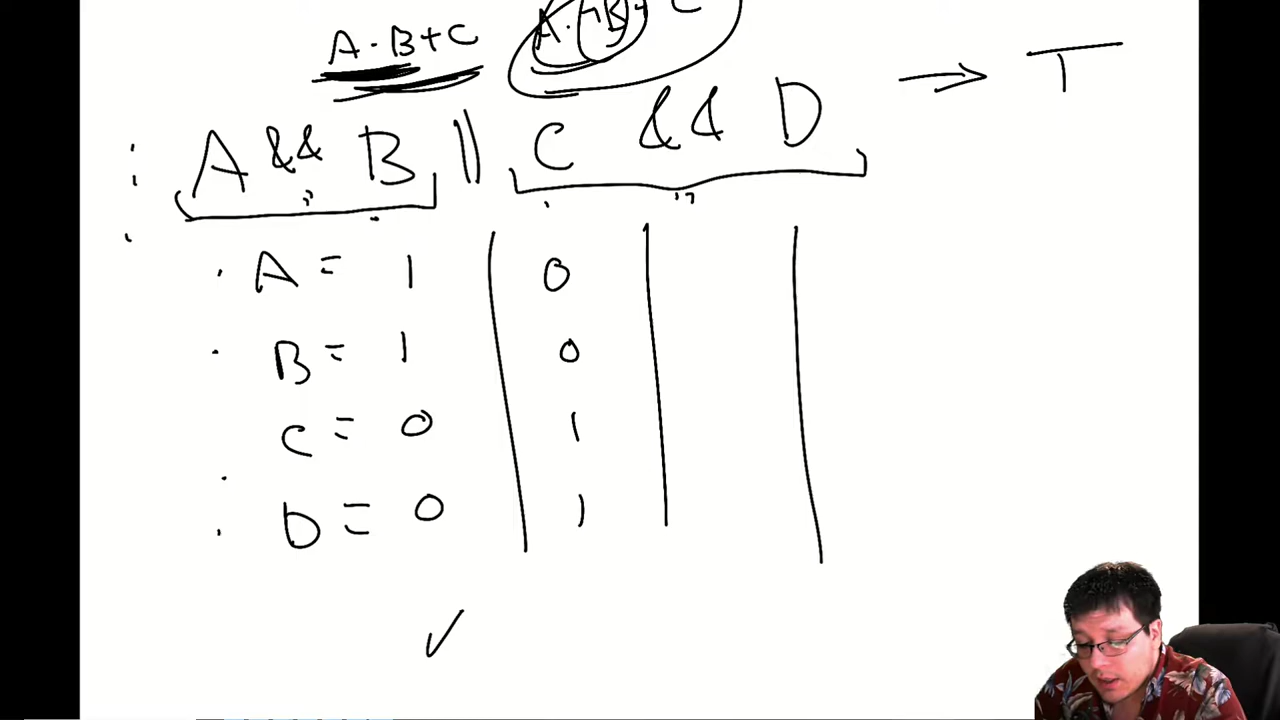 A·B+C A·¬B+C
A && B || C && D → T
A = 1 0
B = 1 0
C = 0 1
D = 0 1